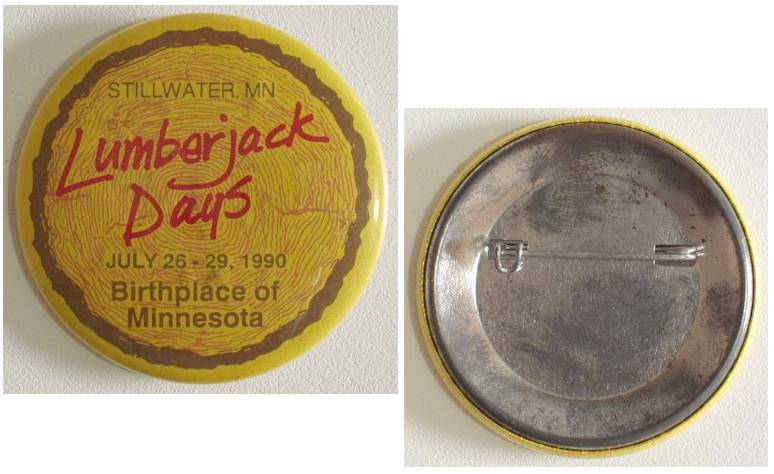 STILLWATER, MN
Lumberjack
Days
JULY 26 - 29, 1990
Birthplace of
Minnesota